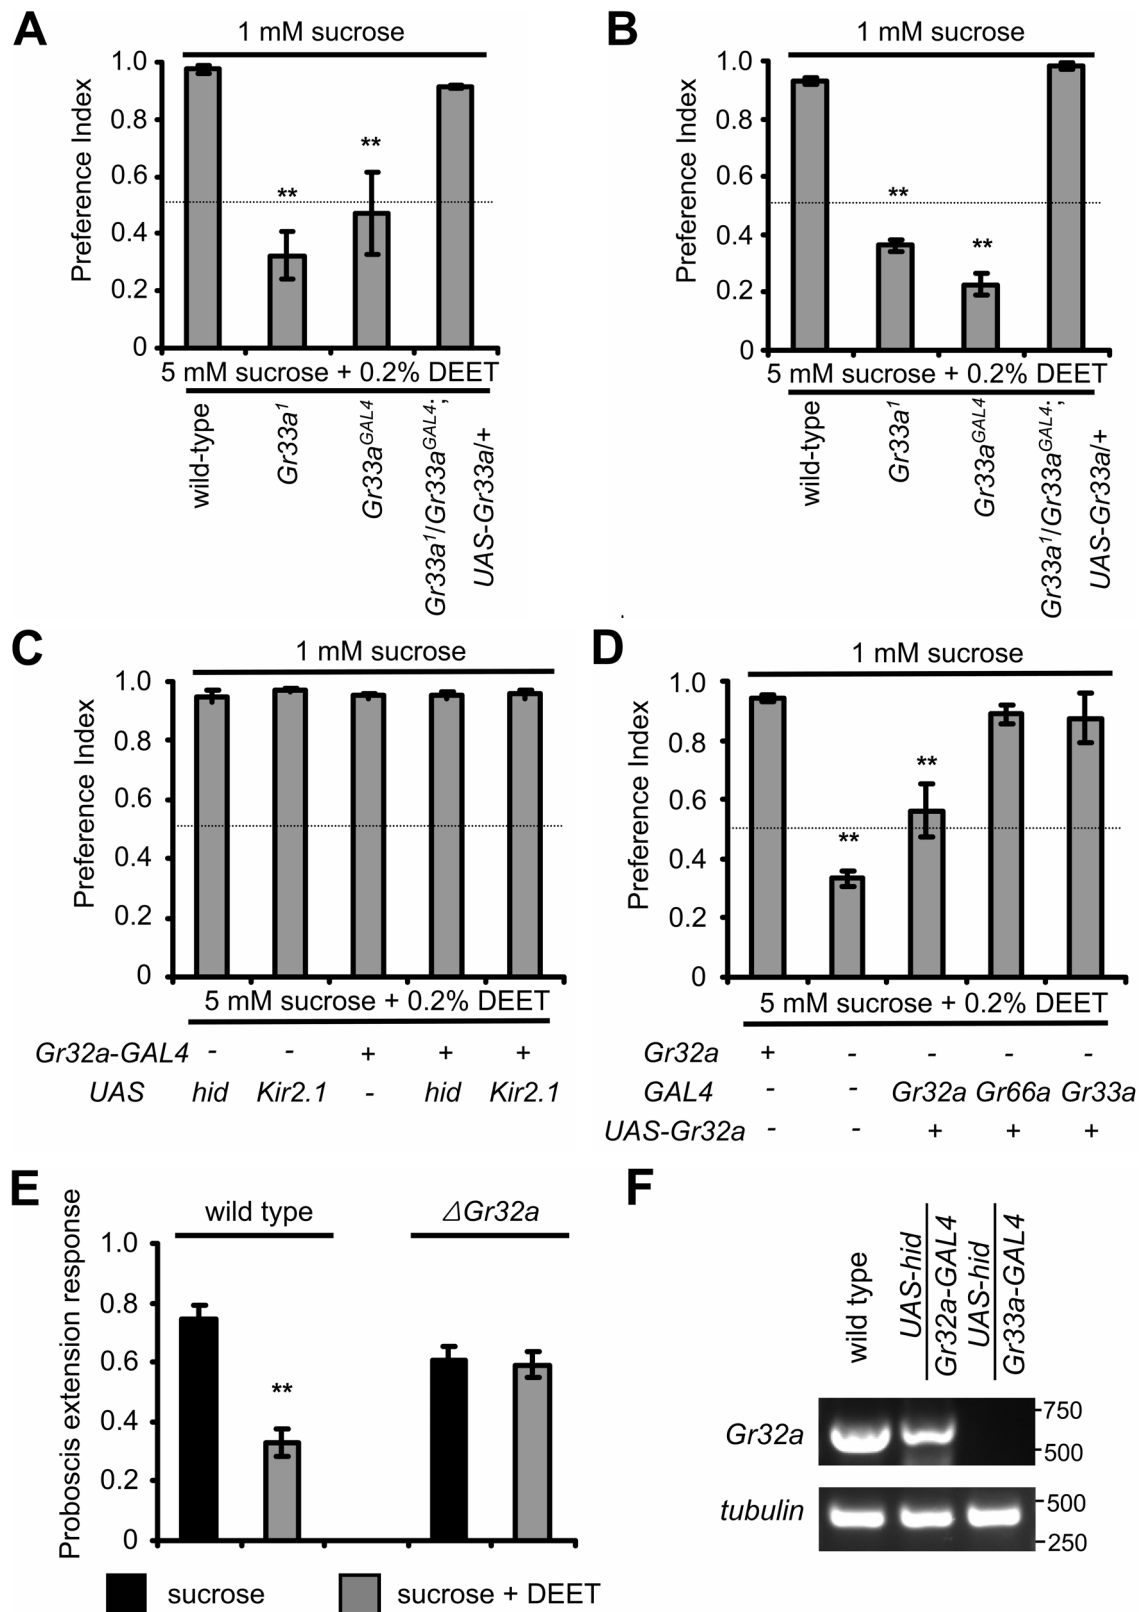 A
1 mM sucrose
Preference Index
1.0
0.8
0.6
0.4
0.2
0
**
**
5 mM sucrose + 0.2% DEET
wild-type
Gr33a¹
Gr33aGAL4
Gr33a¹/Gr33aGAL4;
UAS-Gr33a/+
B
1 mM sucrose
Preference Index
1.0
0.8
0.6
0.4
0.2
0
**
**
5 mM sucrose + 0.2% DEET
wild-type
Gr33a¹
Gr33aGAL4
Gr33a¹/Gr33aGAL4;
UAS-Gr33a/+
C
1 mM sucrose
Preference Index
1.0
0.8
0.6
0.4
0.2
0
5 mM sucrose + 0.2% DEET
Gr32a-GAL4 - - + + +
UAS hid Kir2.1 - hid Kir2.1
D
1 mM sucrose
Preference Index
1.0
0.8
0.6
0.4
0.2
0
**
**
5 mM sucrose + 0.2% DEET
Gr32a + - - - -
GAL4 - - Gr32a Gr66a Gr33a
UAS-Gr32a - - + + +
E
wild type ΔGr32a
Proboscis extension response
1.0
0.8
0.6
0.4
0.2
0
**
sucrose sucrose + DEET
F
wild type
UAS-hid
Gr32a-GAL4
UAS-hid
Gr33a-GAL4
Gr32a
750
500
tubulin
500
250